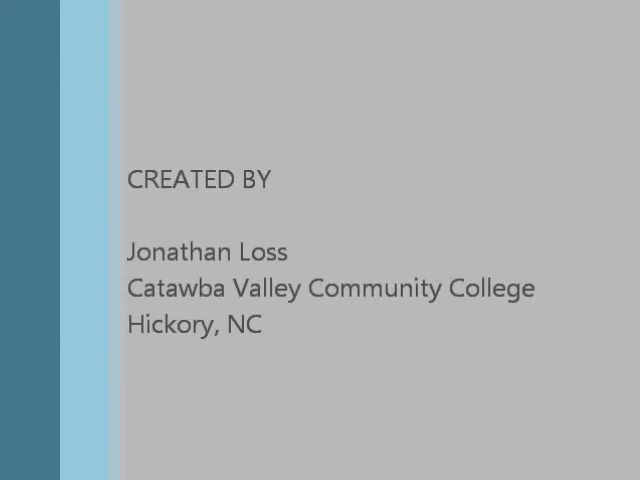 CREATED BY
Jonathan Loss
Catawba Valley Community College
Hickory, NC